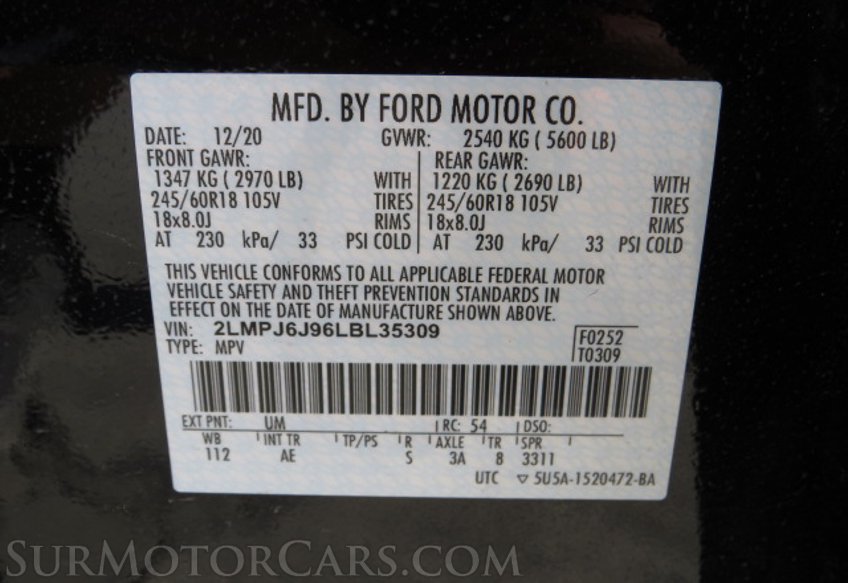 MFD. BY FORD MOTOR CO.
DATE: 12/20 GVWR: 2540 KG ( 5600 LB)
FRONT GAWR: REAR GAWR:
1347 KG ( 2970 LB) WITH 1220 KG ( 2690 LB) WITH
245/60R18 105V TIRES 245/60R18 105V TIRES
18x8.0J RIMS 18x8.0J RIMS
AT 230 kPa/ 33 PSI COLD AT 230 kPa/ 33 PSI COLD
THIS VEHICLE CONFORMS TO ALL APPLICABLE FEDERAL MOTOR
VEHICLE SAFETY AND THEFT PREVENTION STANDARDS IN
EFFECT ON THE DATE OF MANUFACTURE SHOWN ABOVE.
VIN: 2LMPJ6J96LBL35309 F0252
TYPE: MPV T0309
EXT PNT: UM RC: 54 DSO:
WB INT TR TP/PS R AXLE TR SPR
112 AE S 3A 8 3311
UTC ▽ 5U5A-1520472-BA
SurMotorCars.com